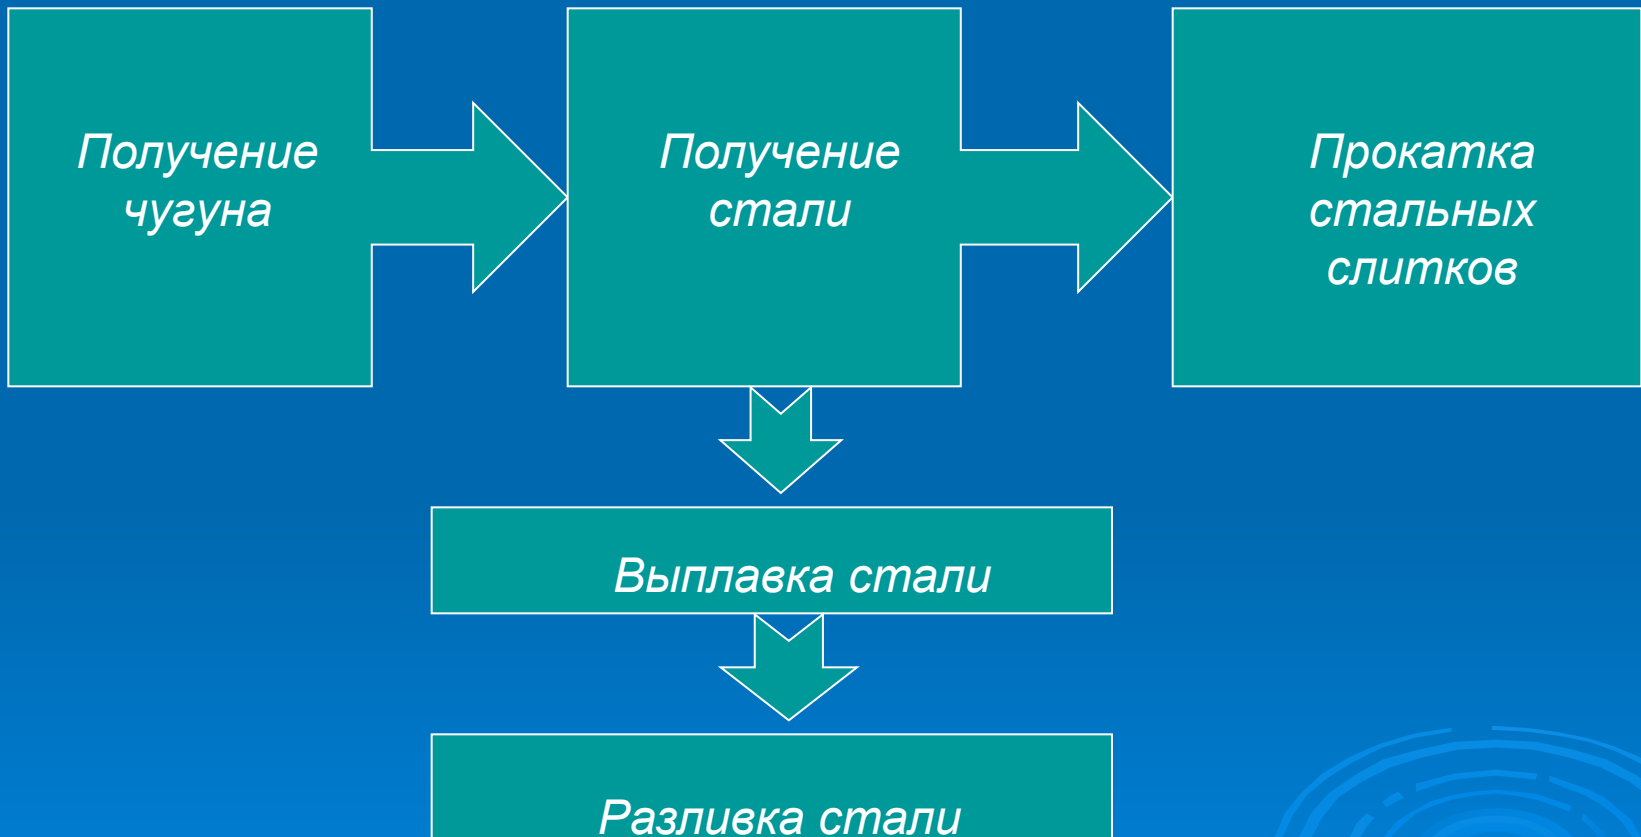 Получение
чугуна
Получение
стали
Прокатка
стальных
слитков
Выплавка стали
Разливка стали